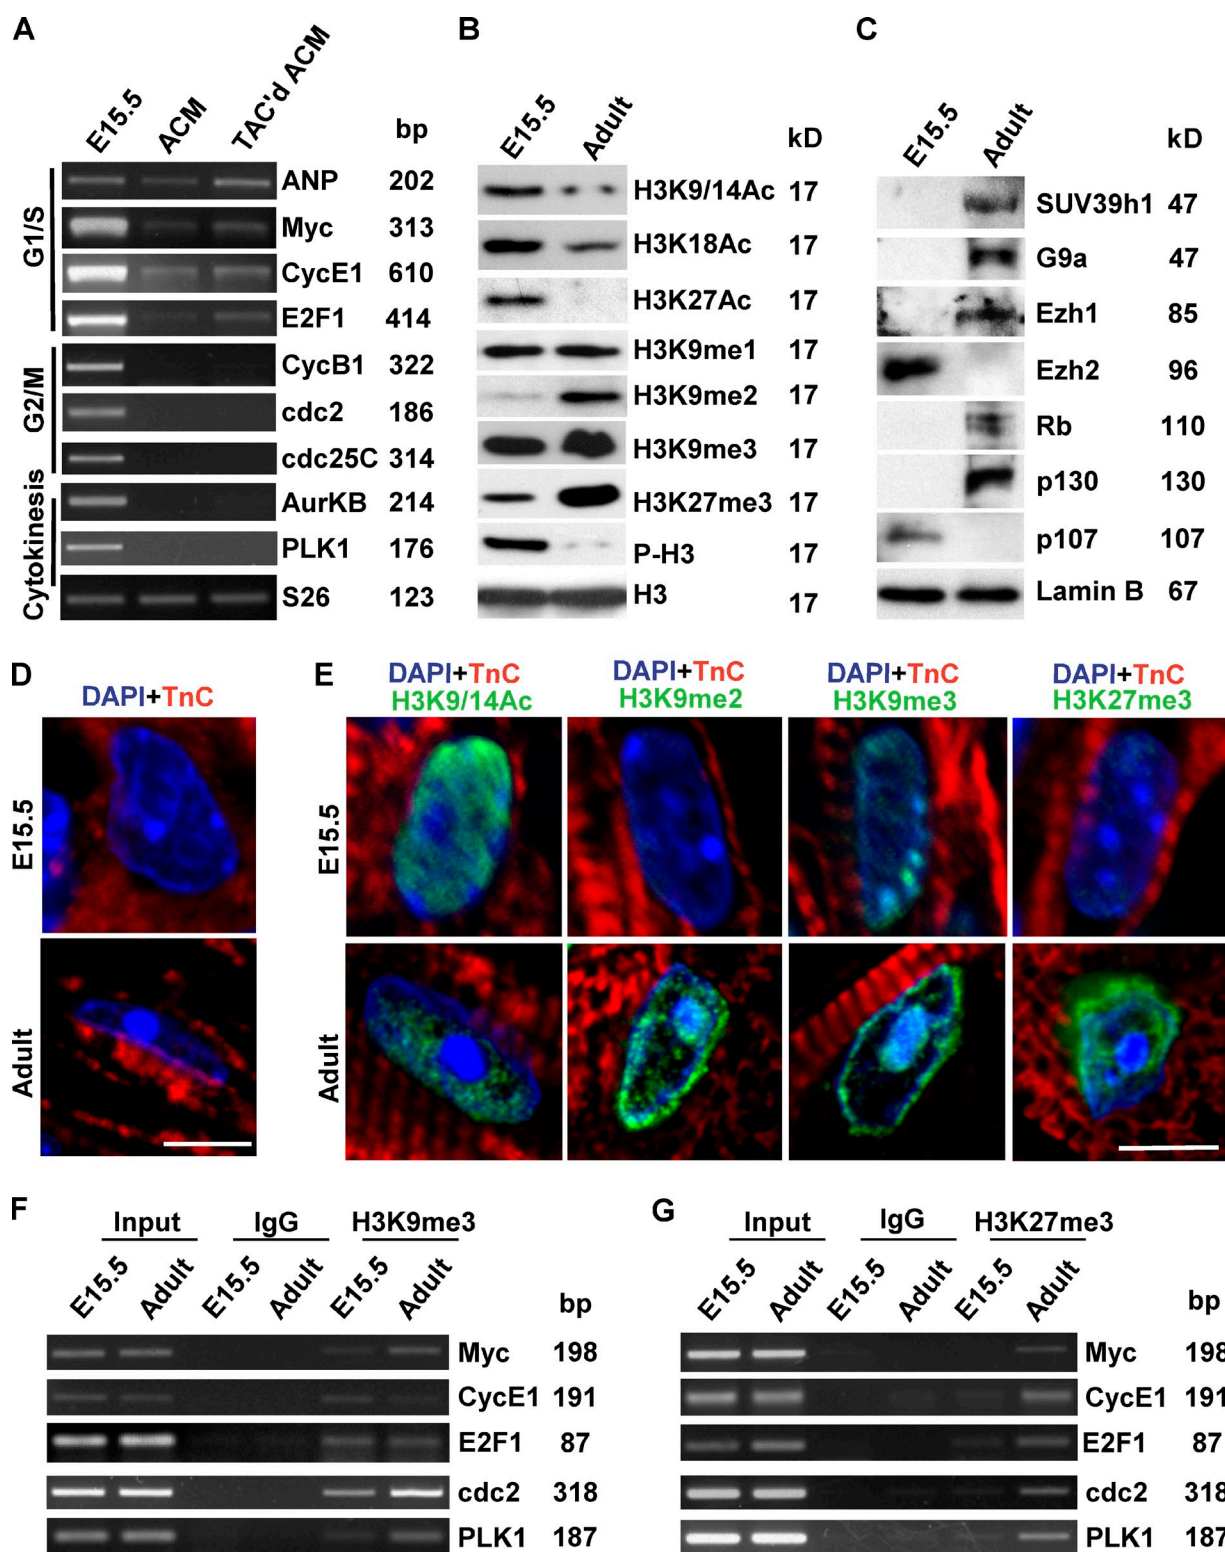 A
E15.5 ACM TAC'd ACM bp
G1/S
ANP 202
Myc 313
CycE1 610
E2F1 414
G2/M
CycB1 322
cdc2 186
cdc25C 314
Cytokinesis
AurKB 214
PLK1 176
S26 123
B
E15.5 Adult kD
H3K9/14Ac 17
H3K18Ac 17
H3K27Ac 17
H3K9me1 17
H3K9me2 17
H3K9me3 17
H3K27me3 17
P-H3 17
H3 17
C
E15.5 Adult kD
SUV39h1 47
G9a 47
Ezh1 85
Ezh2 96
Rb 110
p130 130
p107 107
Lamin B 67
D
DAPI+TnC
E15.5
Adult
E
DAPI+TnC DAPI+TnC DAPI+TnC DAPI+TnC
H3K9/14Ac H3K9me2 H3K9me3 H3K27me3
E15.5
Adult
F
Input IgG H3K9me3
E15.5 Adult E15.5 Adult E15.5 Adult bp
Myc 198
CycE1 191
E2F1 87
cdc2 318
PLK1 187
G
Input IgG H3K27me3
E15.5 Adult E15.5 Adult E15.5 Adult bp
Myc 198
CycE1 191
E2F1 87
cdc2 318
PLK1 187